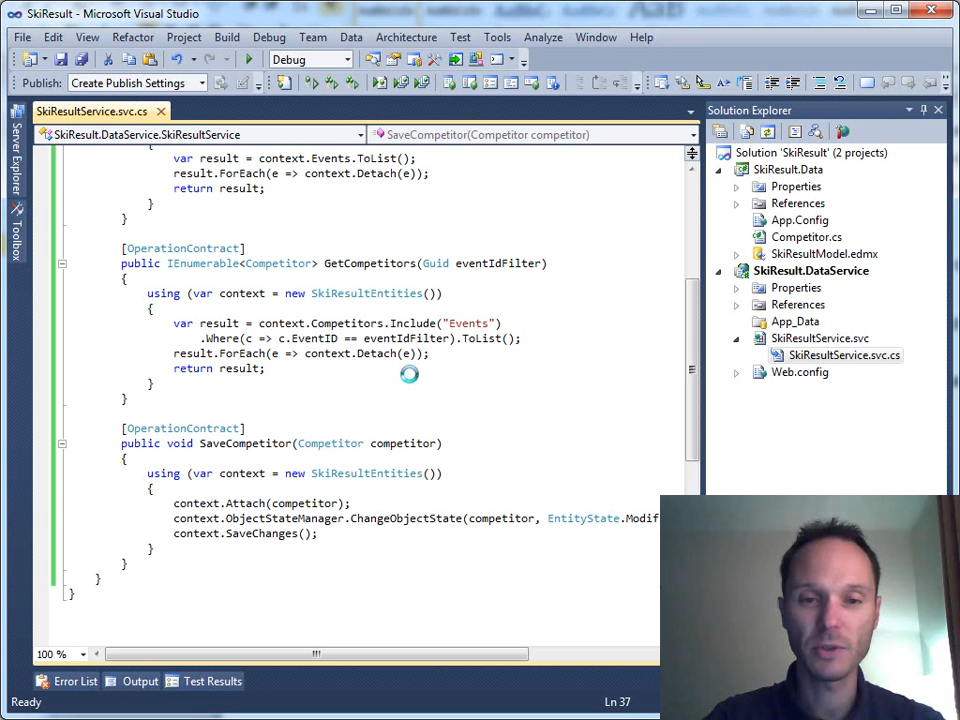 SkiResult - Microsoft Visual Studio
File Edit View Refactor Project Build Debug Team Data Architecture Test Tools Analyze Window Help
Debug
Publish: Create Publish Settings
SkiResultService.svc.cs
SkiResult.DataService.SkiResultService
SaveCompetitor(Competitor competitor)
Server Explorer
Toolbox
{
var result = context.Events.ToList();
result.ForEach(e => context.Detach(e));
return result;
}
}
[OperationContract]
public IEnumerable<Competitor> GetCompetitors(Guid eventIdFilter)
{
using (var context = new SkiResultEntities())
{
var result = context.Competitors.Include("Events")
.Where(c => c.EventID == eventIdFilter).ToList();
result.ForEach(e => context.Detach(e));
return result;
}
}
[OperationContract]
public void SaveCompetitor(Competitor competitor)
{
using (var context = new SkiResultEntities())
{
context.Attach(competitor);
context.ObjectStateManager.ChangeObjectState(competitor, EntityState.Modif
context.SaveChanges();
}
}
}
}
100 %
Error List Output Test Results
Ready
Ln 37
Solution Explorer
Solution 'SkiResult' (2 projects)
SkiResult.Data
Properties
References
App.Config
Competitor.cs
SkiResultModel.edmx
SkiResult.DataService
Properties
References
App_Data
SkiResultService.svc
SkiResultService.svc.cs
Web.config